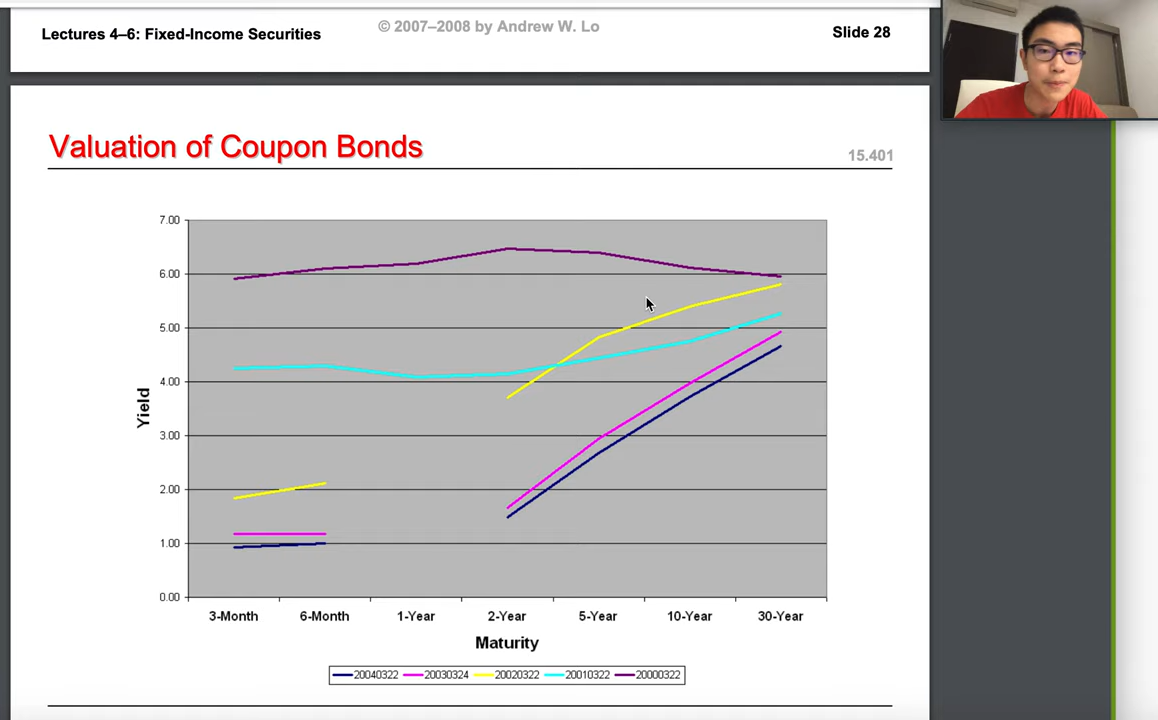 Lectures 4–6: Fixed-Income Securities
© 2007–2008 by Andrew W. Lo
Slide 28
Valuation of Coupon Bonds
15.401
7.00
6.00
5.00
4.00
3.00
2.00
1.00
0.00
Yield
3-Month 6-Month 1-Year 2-Year 5-Year 10-Year 30-Year
Maturity
20040322 20030324 20020322 20010322 20000322